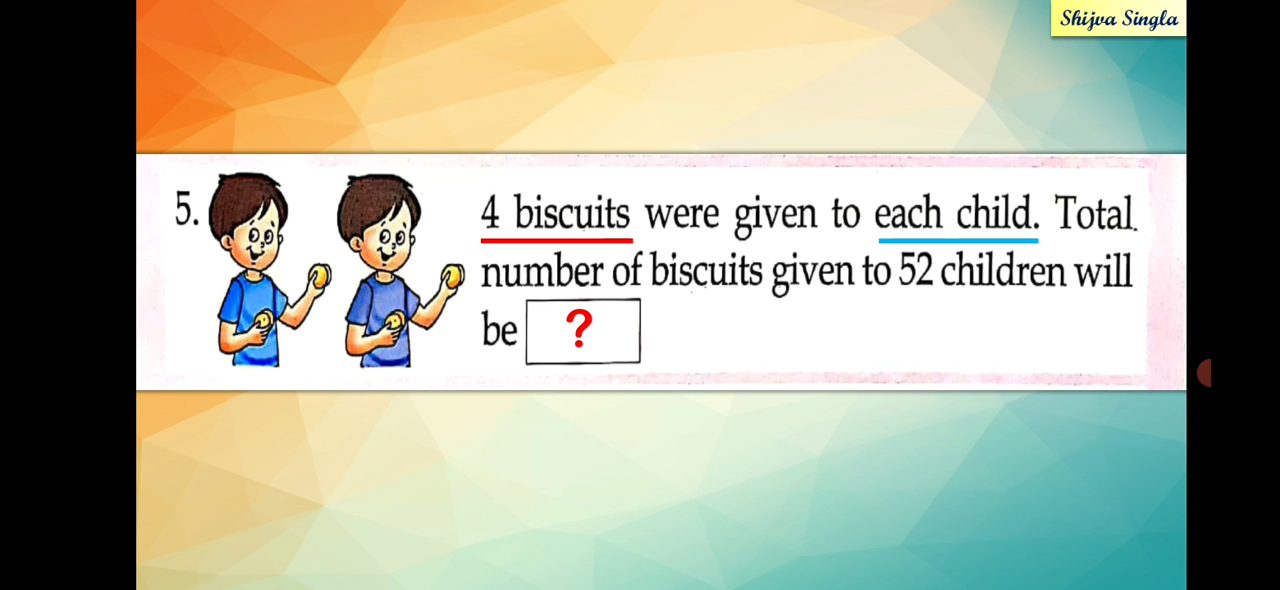 Shijva Singla
5.
4 biscuits were given to each child. Total
number of biscuits given to 52 children will
be ?